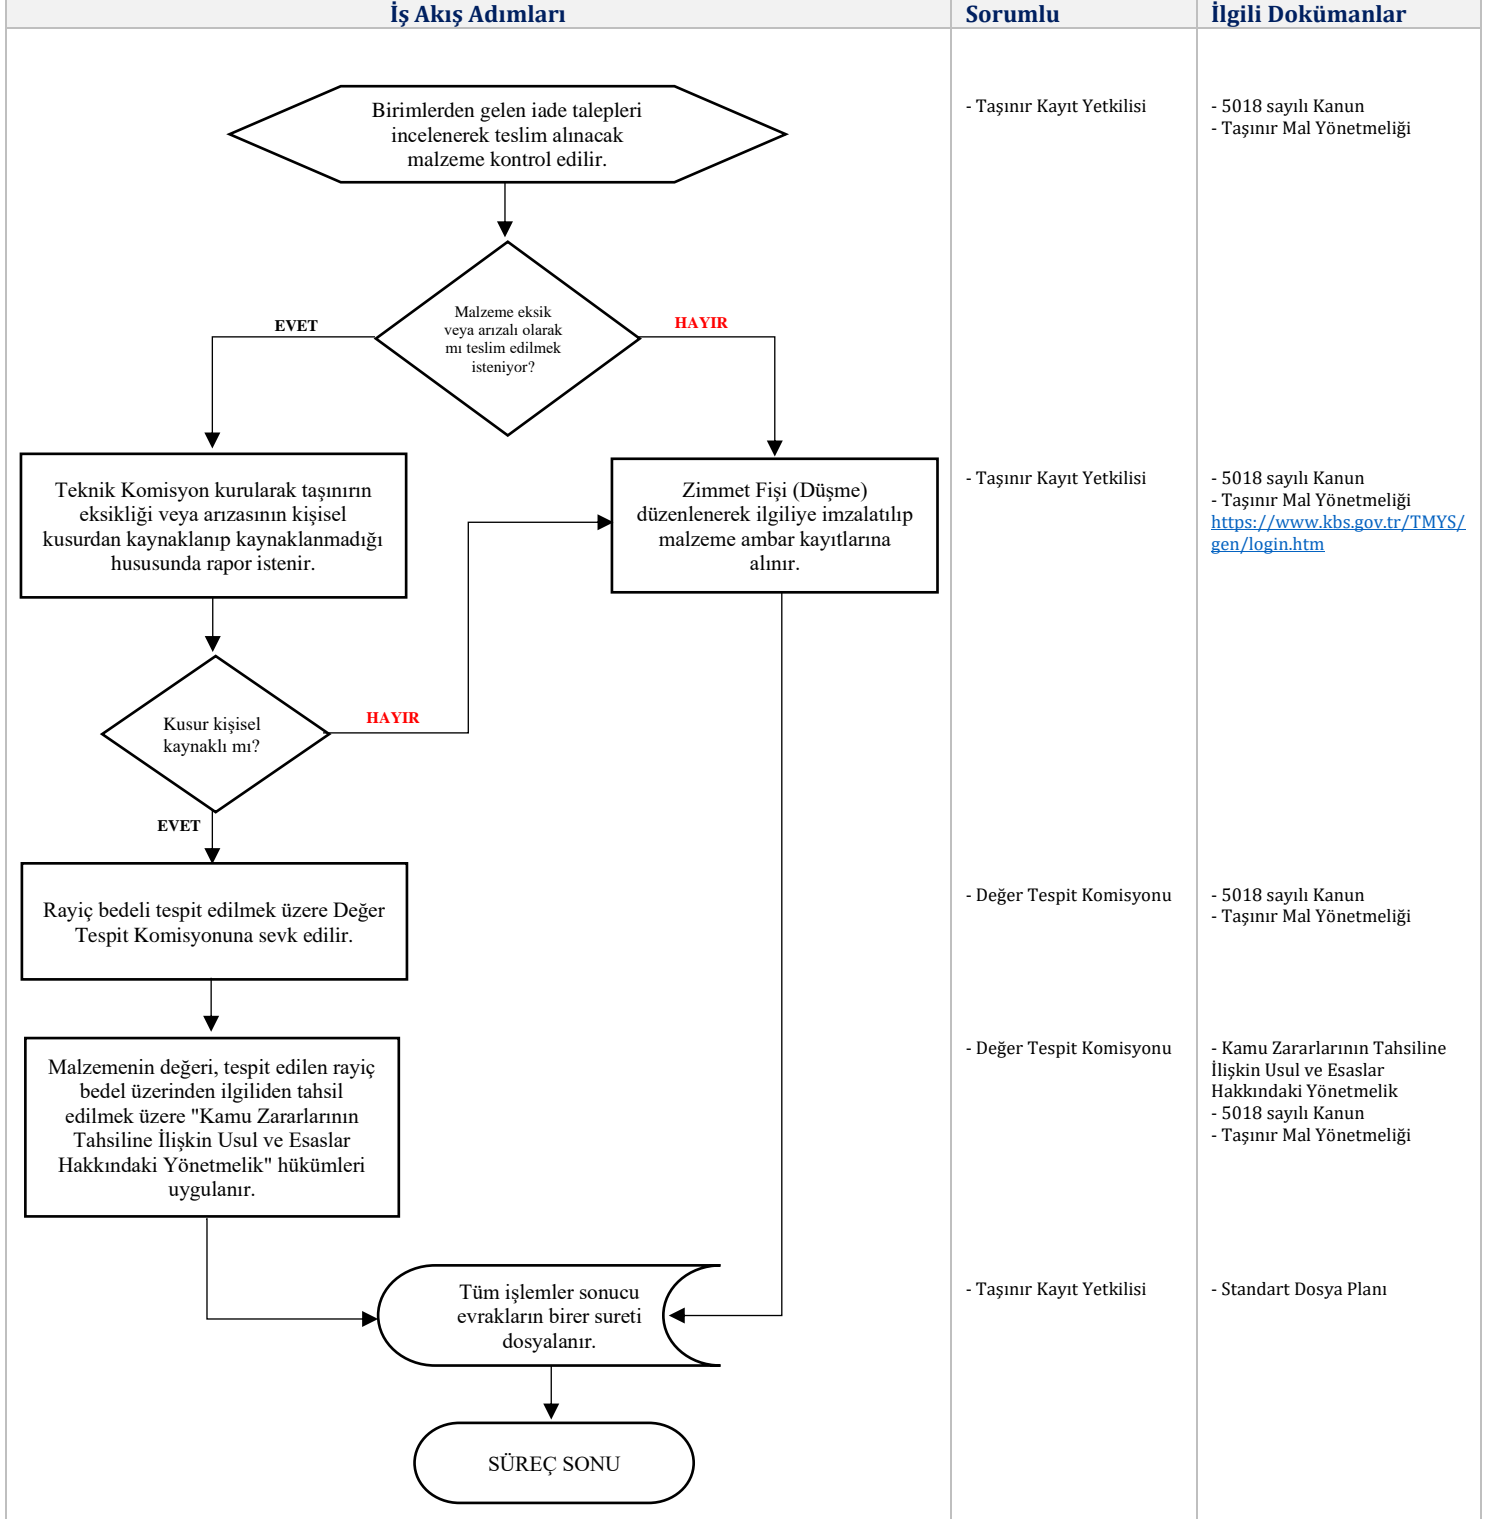 İş Akış Adımları
Sorumlu
İlgili Dokümanlar
Birimlerden gelen iade talepleri
incelenerek teslim alınacak
malzeme kontrol edilir.
- Taşınır Kayıt Yetkilisi
- 5018 sayılı Kanun
- Taşınır Mal Yönetmeliği
Malzeme eksik
veya arızalı olarak
mı teslim edilmek
isteniyor?
EVET
HAYIR
Teknik Komisyon kurularak taşınırın
eksikliği veya arızasının kişisel
kusurdan kaynaklanıp kaynaklanmadığı
hususunda rapor istenir.
Zimmet Fişi (Düşme)
düzenlenerek ilgiliye imzalatılıp
malzeme ambar kayıtlarına
alınır.
- Taşınır Kayıt Yetkilisi
- 5018 sayılı Kanun
- Taşınır Mal Yönetmeliği
https://www.kbs.gov.tr/TMYS/
gen/login.htm
Kusur kişisel
kaynaklı mı?
HAYIR
EVET
Rayiç bedeli tespit edilmek üzere Değer
Tespit Komisyonuna sevk edilir.
- Değer Tespit Komisyonu
- 5018 sayılı Kanun
- Taşınır Mal Yönetmeliği
Malzemenin değeri, tespit edilen rayiç
bedel üzerinden ilgiliden tahsil
edilmek üzere "Kamu Zararlarının
Tahsiline İlişkin Usul ve Esaslar
Hakkındaki Yönetmelik" hükümleri
uygulanır.
- Değer Tespit Komisyonu
- Kamu Zararlarının Tahsiline
İlişkin Usul ve Esaslar
Hakkındaki Yönetmelik
- 5018 sayılı Kanun
- Taşınır Mal Yönetmeliği
Tüm işlemler sonucu
evrakların birer sureti
dosyalanır.
- Taşınır Kayıt Yetkilisi
- Standart Dosya Planı
SÜREÇ SONU